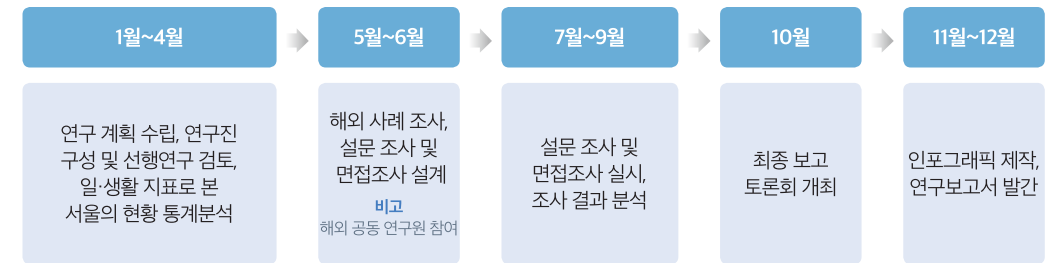 1월~4월
5월~6월
7월~9월
10월
11월~12월
연구 계획 수립, 연구진
구성 및 선행연구 검토,
일·생활 지표로 본
서울의 현황 통계분석
해외 사례 조사,
설문 조사 및
면접조사 설계
비고
해외 공동 연구원 참여
설문 조사 및
면접조사 실시,
조사 결과 분석
최종 보고
토론회 개최
인포그래픽 제작,
연구보고서 발간